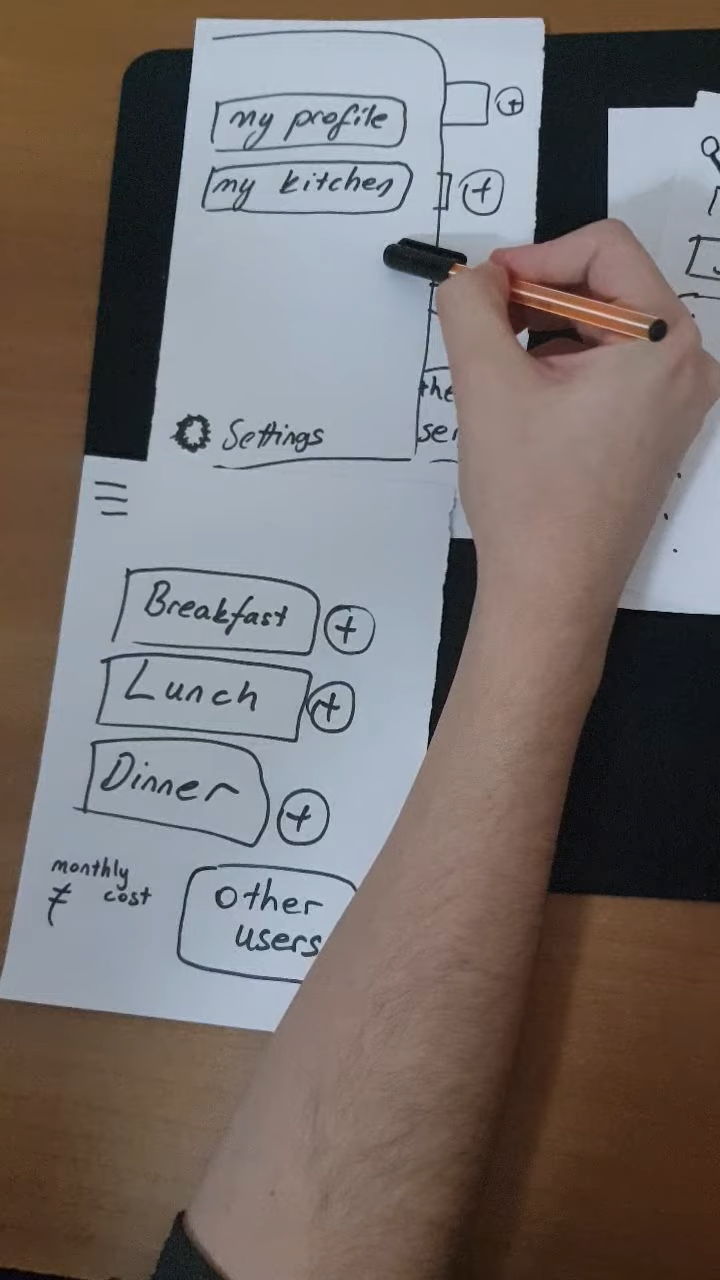 my profile
my kitchen
Settings
Breakfast
Lunch
Dinner
monthly
cost
other
users